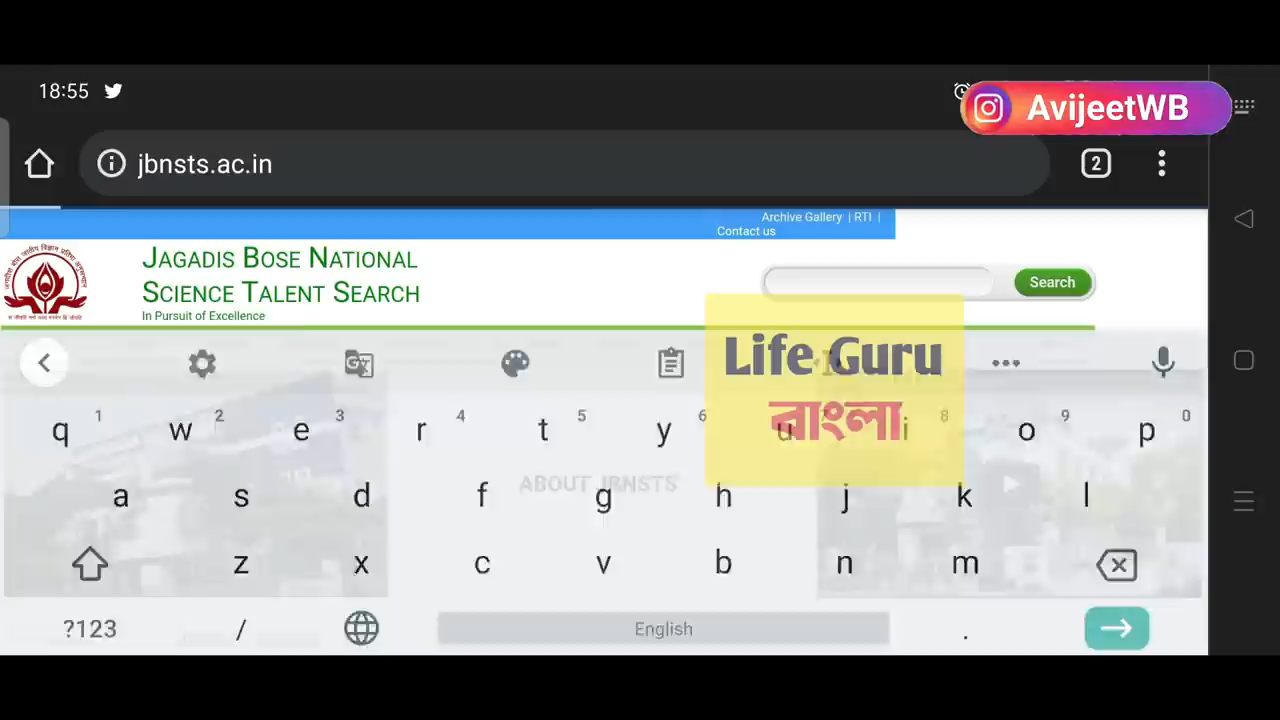 18:55
AvijeetWB
jbnsts.ac.in
2
Archive Gallery | RTI |
Contact us
JAGADIS BOSE NATIONAL
SCIENCE TALENT SEARCH
In Pursuit of Excellence
Search
Life Guru
বাংলা
1 2 3 4 5 6 7 8 9 0
q w e r t y u i o p
ABOUT JBNSTS
a s d f g h j k l
z x c v b n m
?123 / English .